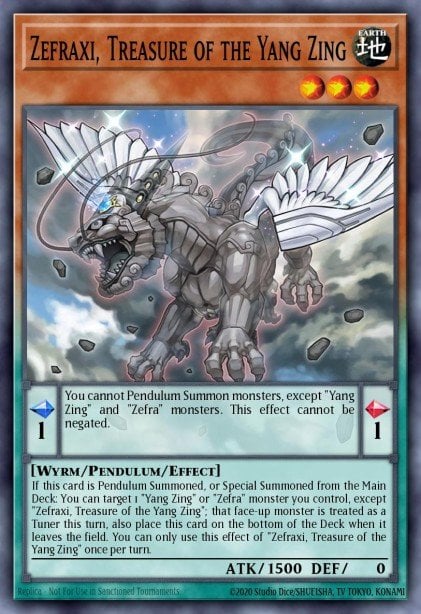 ZEFRAXI, TREASURE OF THE YANG ZING
EARTH
地
You cannot Pendulum Summon monsters, except "Yang
Zing" and "Zefra" monsters. This effect cannot be
negated.
1
1
[WYRM/PENDULUM/EFFECT]
If this card is Pendulum Summoned, or Special Summoned from the Main
Deck: You can target 1 "Yang Zing" or "Zefra" monster you control, except
"Zefraxi, Treasure of the Yang Zing"; that face-up monster is treated as a
Tuner this turn, also place this card on the bottom of the Deck when it
leaves the field. You can only use this effect of "Zefraxi, Treasure of the
Yang Zing" once per turn.
ATK/1500 DEF/ 0
Replica - Not For Use in Sanctioned Tournaments
©2020 Studio Dice/SHUEISHA, TV TOKYO, KONAMI